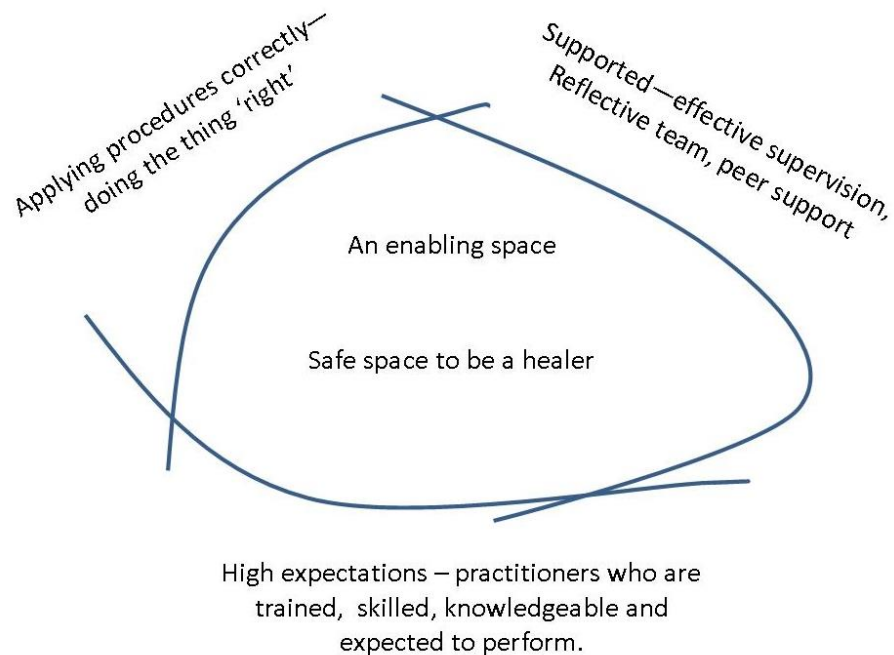 Applying procedures correctly—
doing the thing 'right'
Supported—effective supervision,
Reflective team, peer support
An enabling space
Safe space to be a healer
High expectations – practitioners who are
trained, skilled, knowledgeable and
expected to perform.